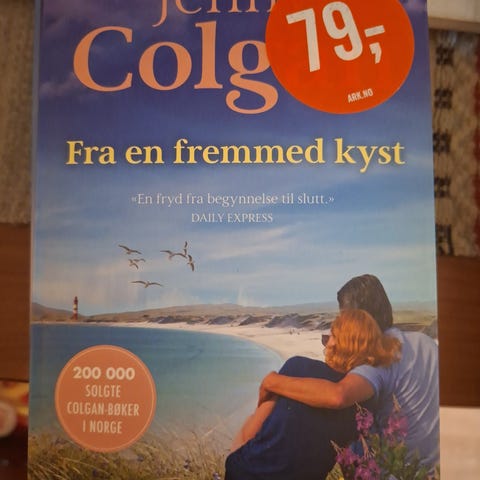 Jenn
Colg
79,-
ARK.NO
Fra en fremmed kyst
«En fryd fra begynnelse til slutt.»
DAILY EXPRESS
200 000
SOLGTE
COLGAN-BØKER
I NORGE